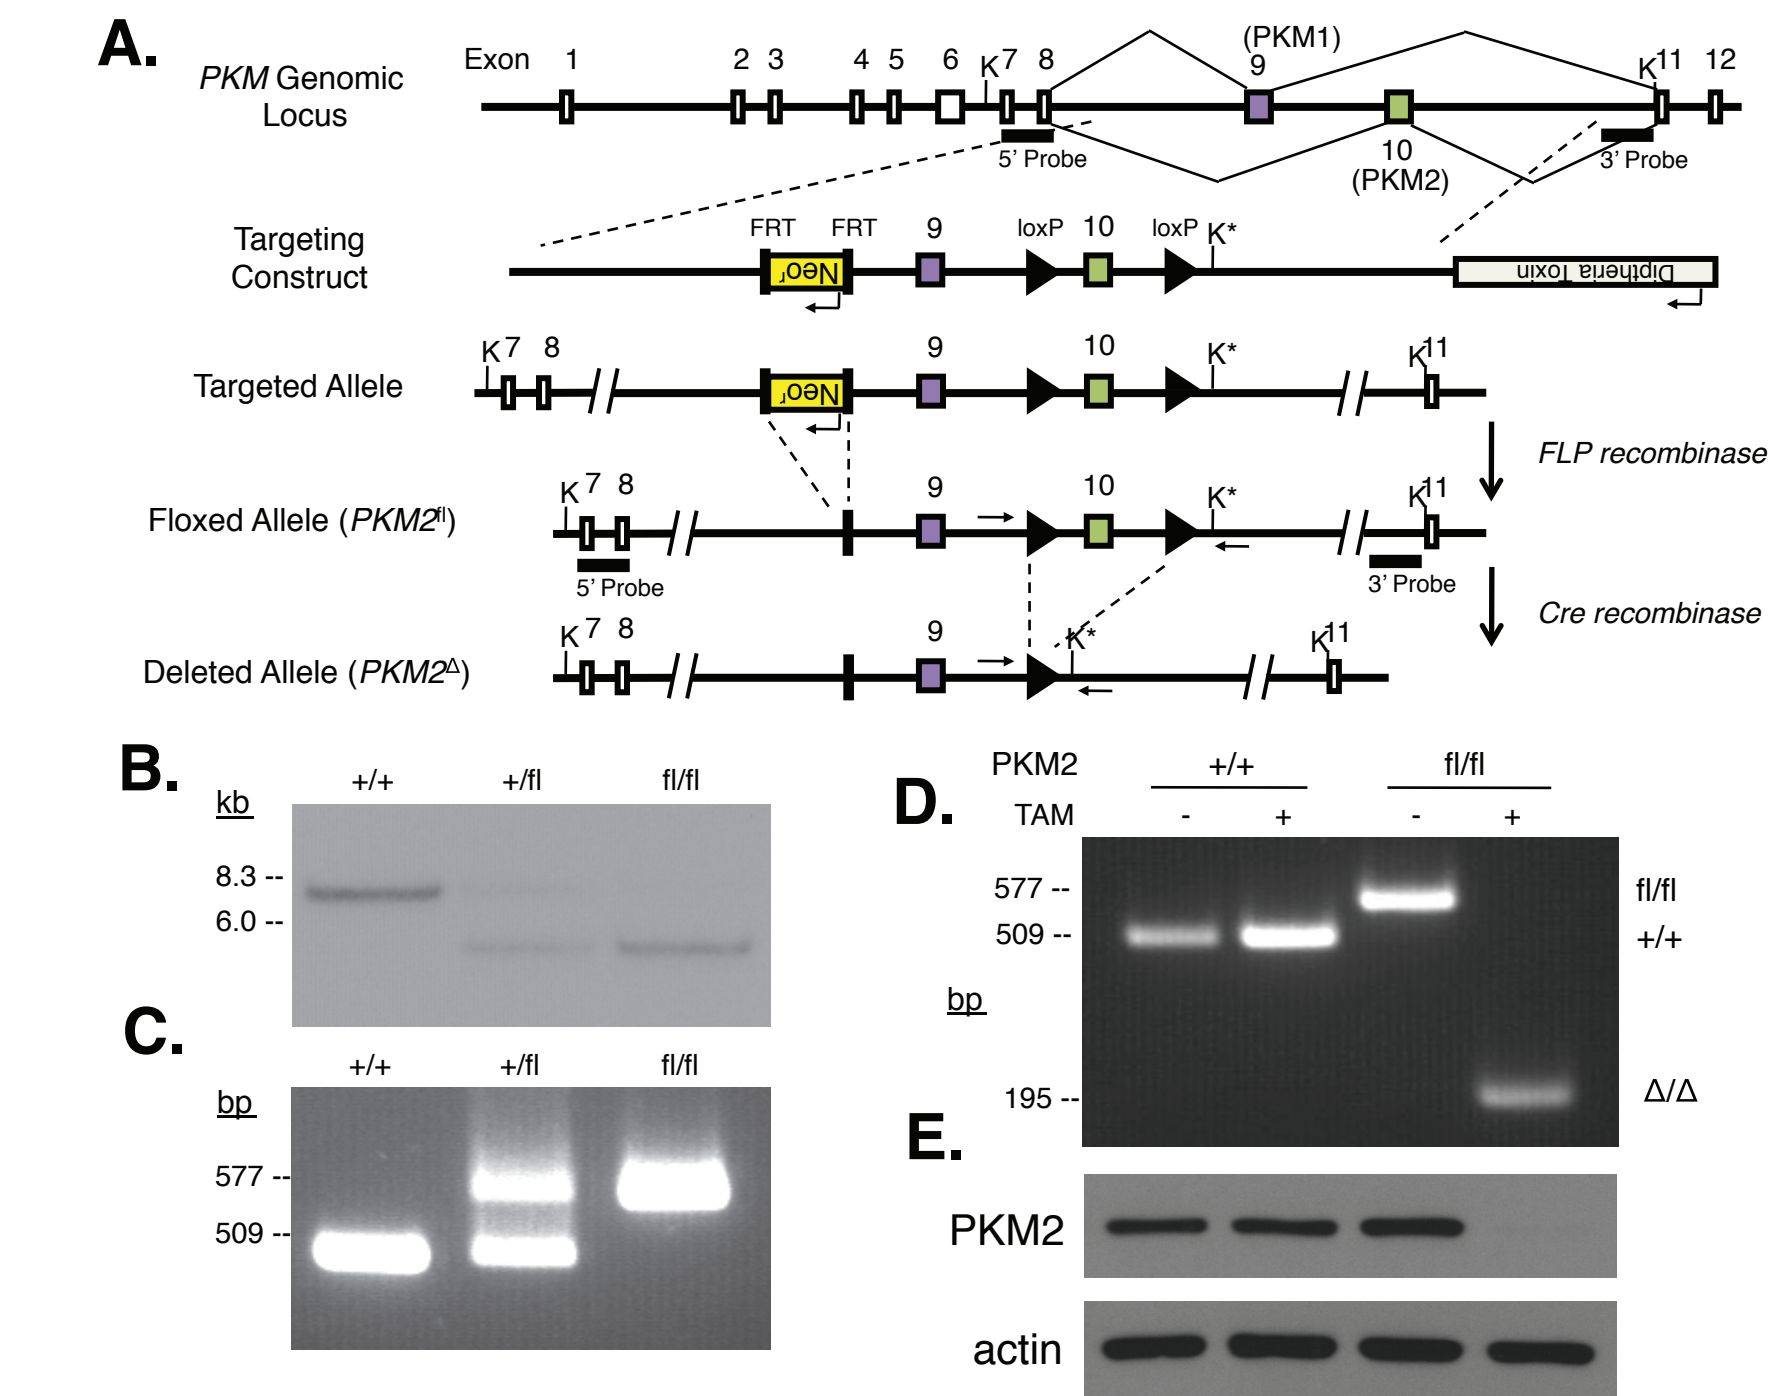 A.
PKM Genomic
Locus
Exon 1 2 3 4 5 6 K 7 8 (PKM1) 9 K 11 12
5’ Probe
10
(PKM2)
3’ Probe
Targeting
Construct
FRT FRT 9 loxP 10 loxP K*
Neoʳ
Diptheria Toxin
Targeted Allele
K 7 8 9 10 K* K 11
Neoʳ
FLP recombinase
Floxed Allele (PKM2ᶠˡ)
K 7 8 9 10 K* K 11
5’ Probe
3’ Probe
Cre recombinase
Deleted Allele (PKM2Δ)
K 7 8 9 K* K 11
B.
+/+ +/fl fl/fl
kb
8.3 --
6.0 --
C.
+/+ +/fl fl/fl
bp
577 --
509 --
D.
PKM2 +/+ fl/fl
TAM - + - +
577 -- fl/fl
509 -- +/+
bp
195 -- Δ/Δ
E.
PKM2
actin